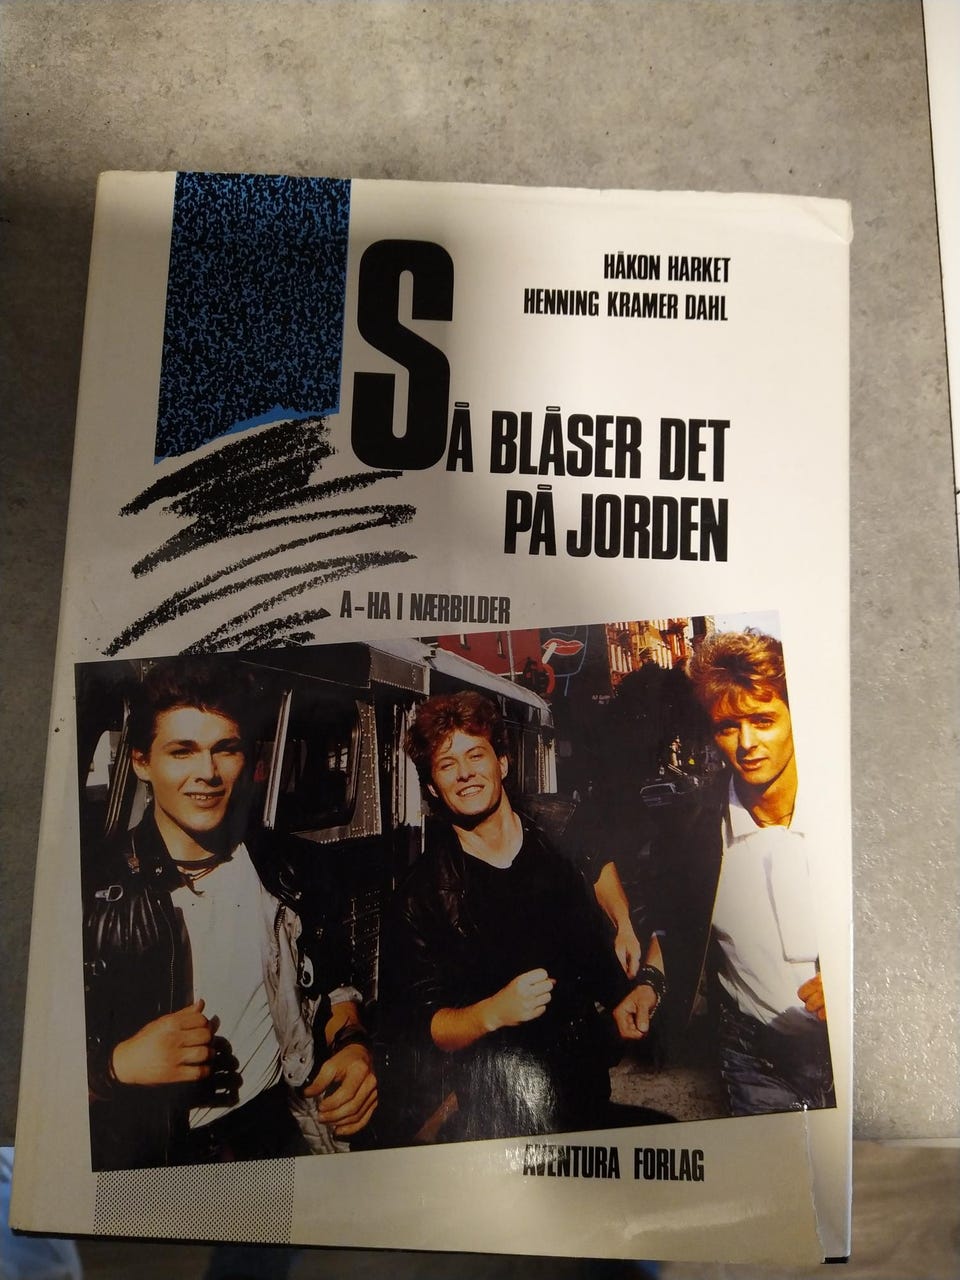 HÅKON HARKET
HENNING KRAMER DAHL
SÅ BLÅSER DET
PÅ JORDEN
A-HA I NÆRBILDER
AVENTURA FORLAG